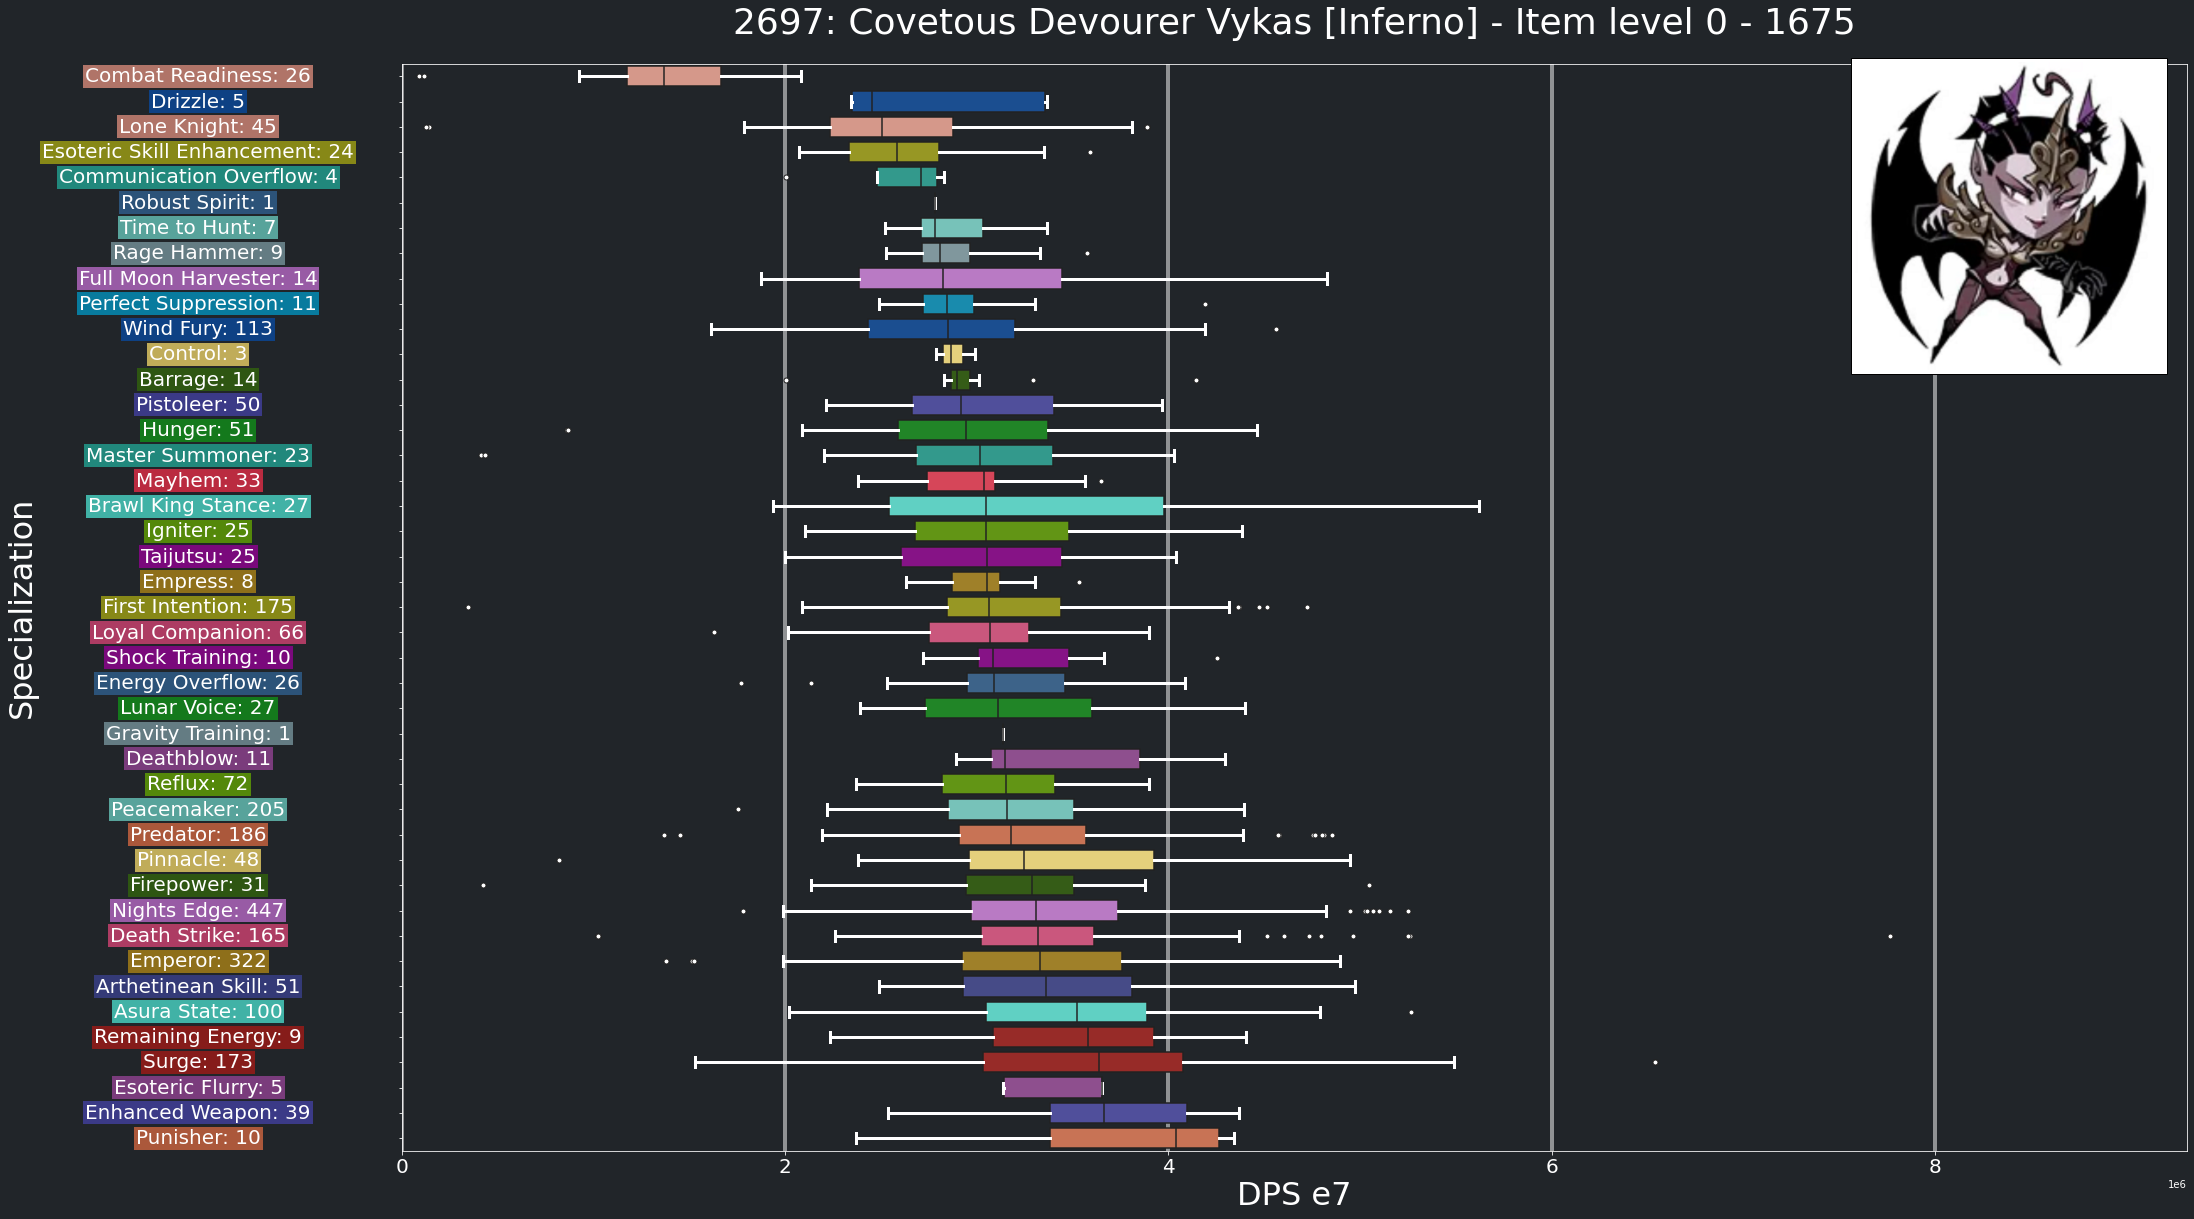 2697: Covetous Devourer Vykas [Inferno] - Item level 0 - 1675
Combat Readiness: 26
Drizzle: 5
Lone Knight: 45
Esoteric Skill Enhancement: 24
Communication Overflow: 4
Robust Spirit: 1
Time to Hunt: 7
Rage Hammer: 9
Full Moon Harvester: 14
Perfect Suppression: 11
Wind Fury: 113
Control: 3
Barrage: 14
Pistoleer: 50
Hunger: 51
Master Summoner: 23
Mayhem: 33
Brawl King Stance: 27
Igniter: 25
Taijutsu: 25
Empress: 8
First Intention: 175
Loyal Companion: 66
Shock Training: 10
Energy Overflow: 26
Lunar Voice: 27
Gravity Training: 1
Deathblow: 11
Reflux: 72
Peacemaker: 205
Predator: 186
Pinnacle: 48
Firepower: 31
Nights Edge: 447
Death Strike: 165
Emperor: 322
Arthetinean Skill: 51
Asura State: 100
Remaining Energy: 9
Surge: 173
Esoteric Flurry: 5
Enhanced Weapon: 39
Punisher: 10
Specialization
0 2 4 6 8
1e6
DPS e7